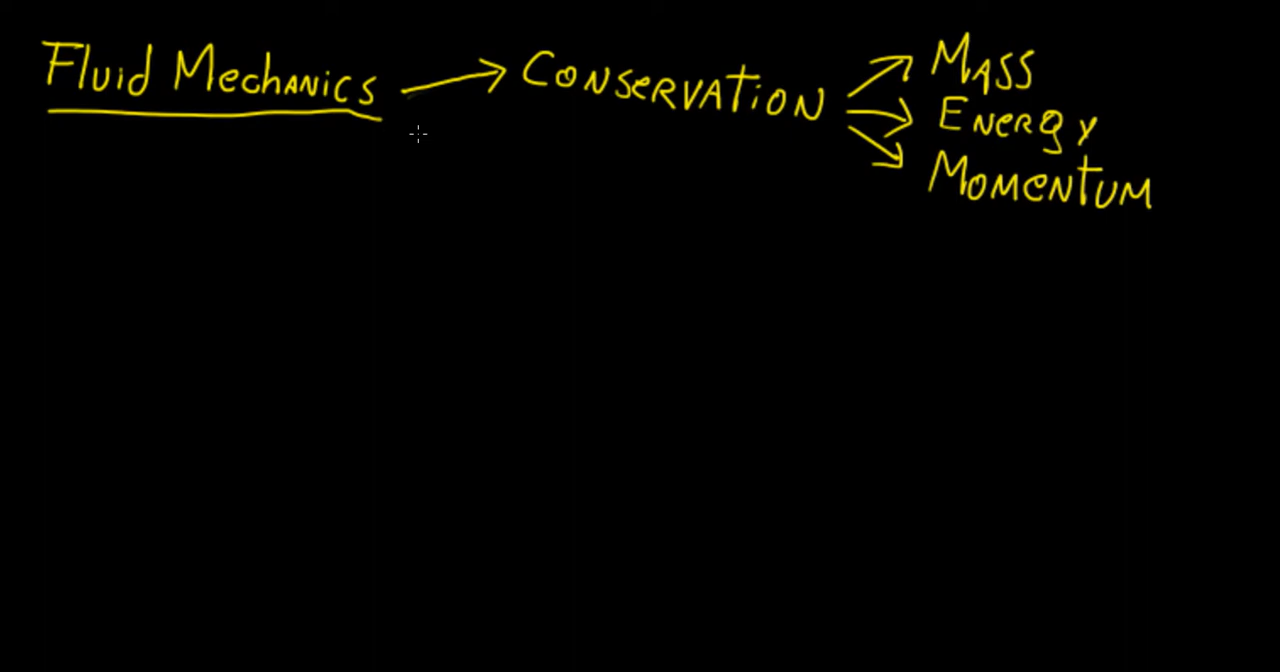 Fluid Mechanics → Conservation → Mass
Energy
Momentum